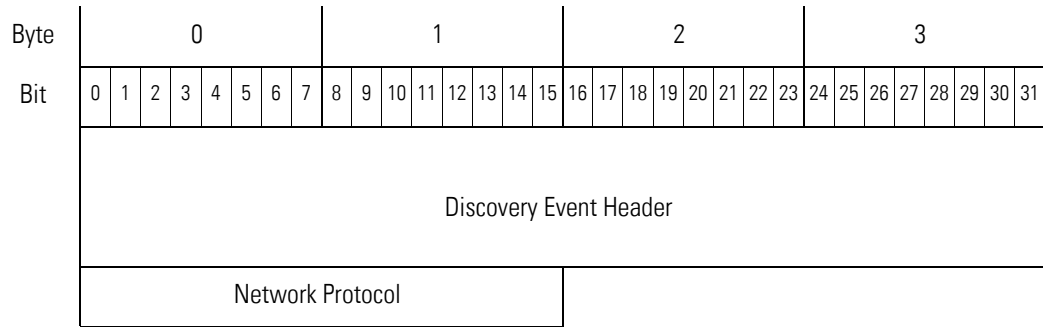 Byte 0 1 2 3
Bit 0 1 2 3 4 5 6 7 8 9 10 11 12 13 14 15 16 17 18 19 20 21 22 23 24 25 26 27 28 29 30 31
Discovery Event Header
Network Protocol